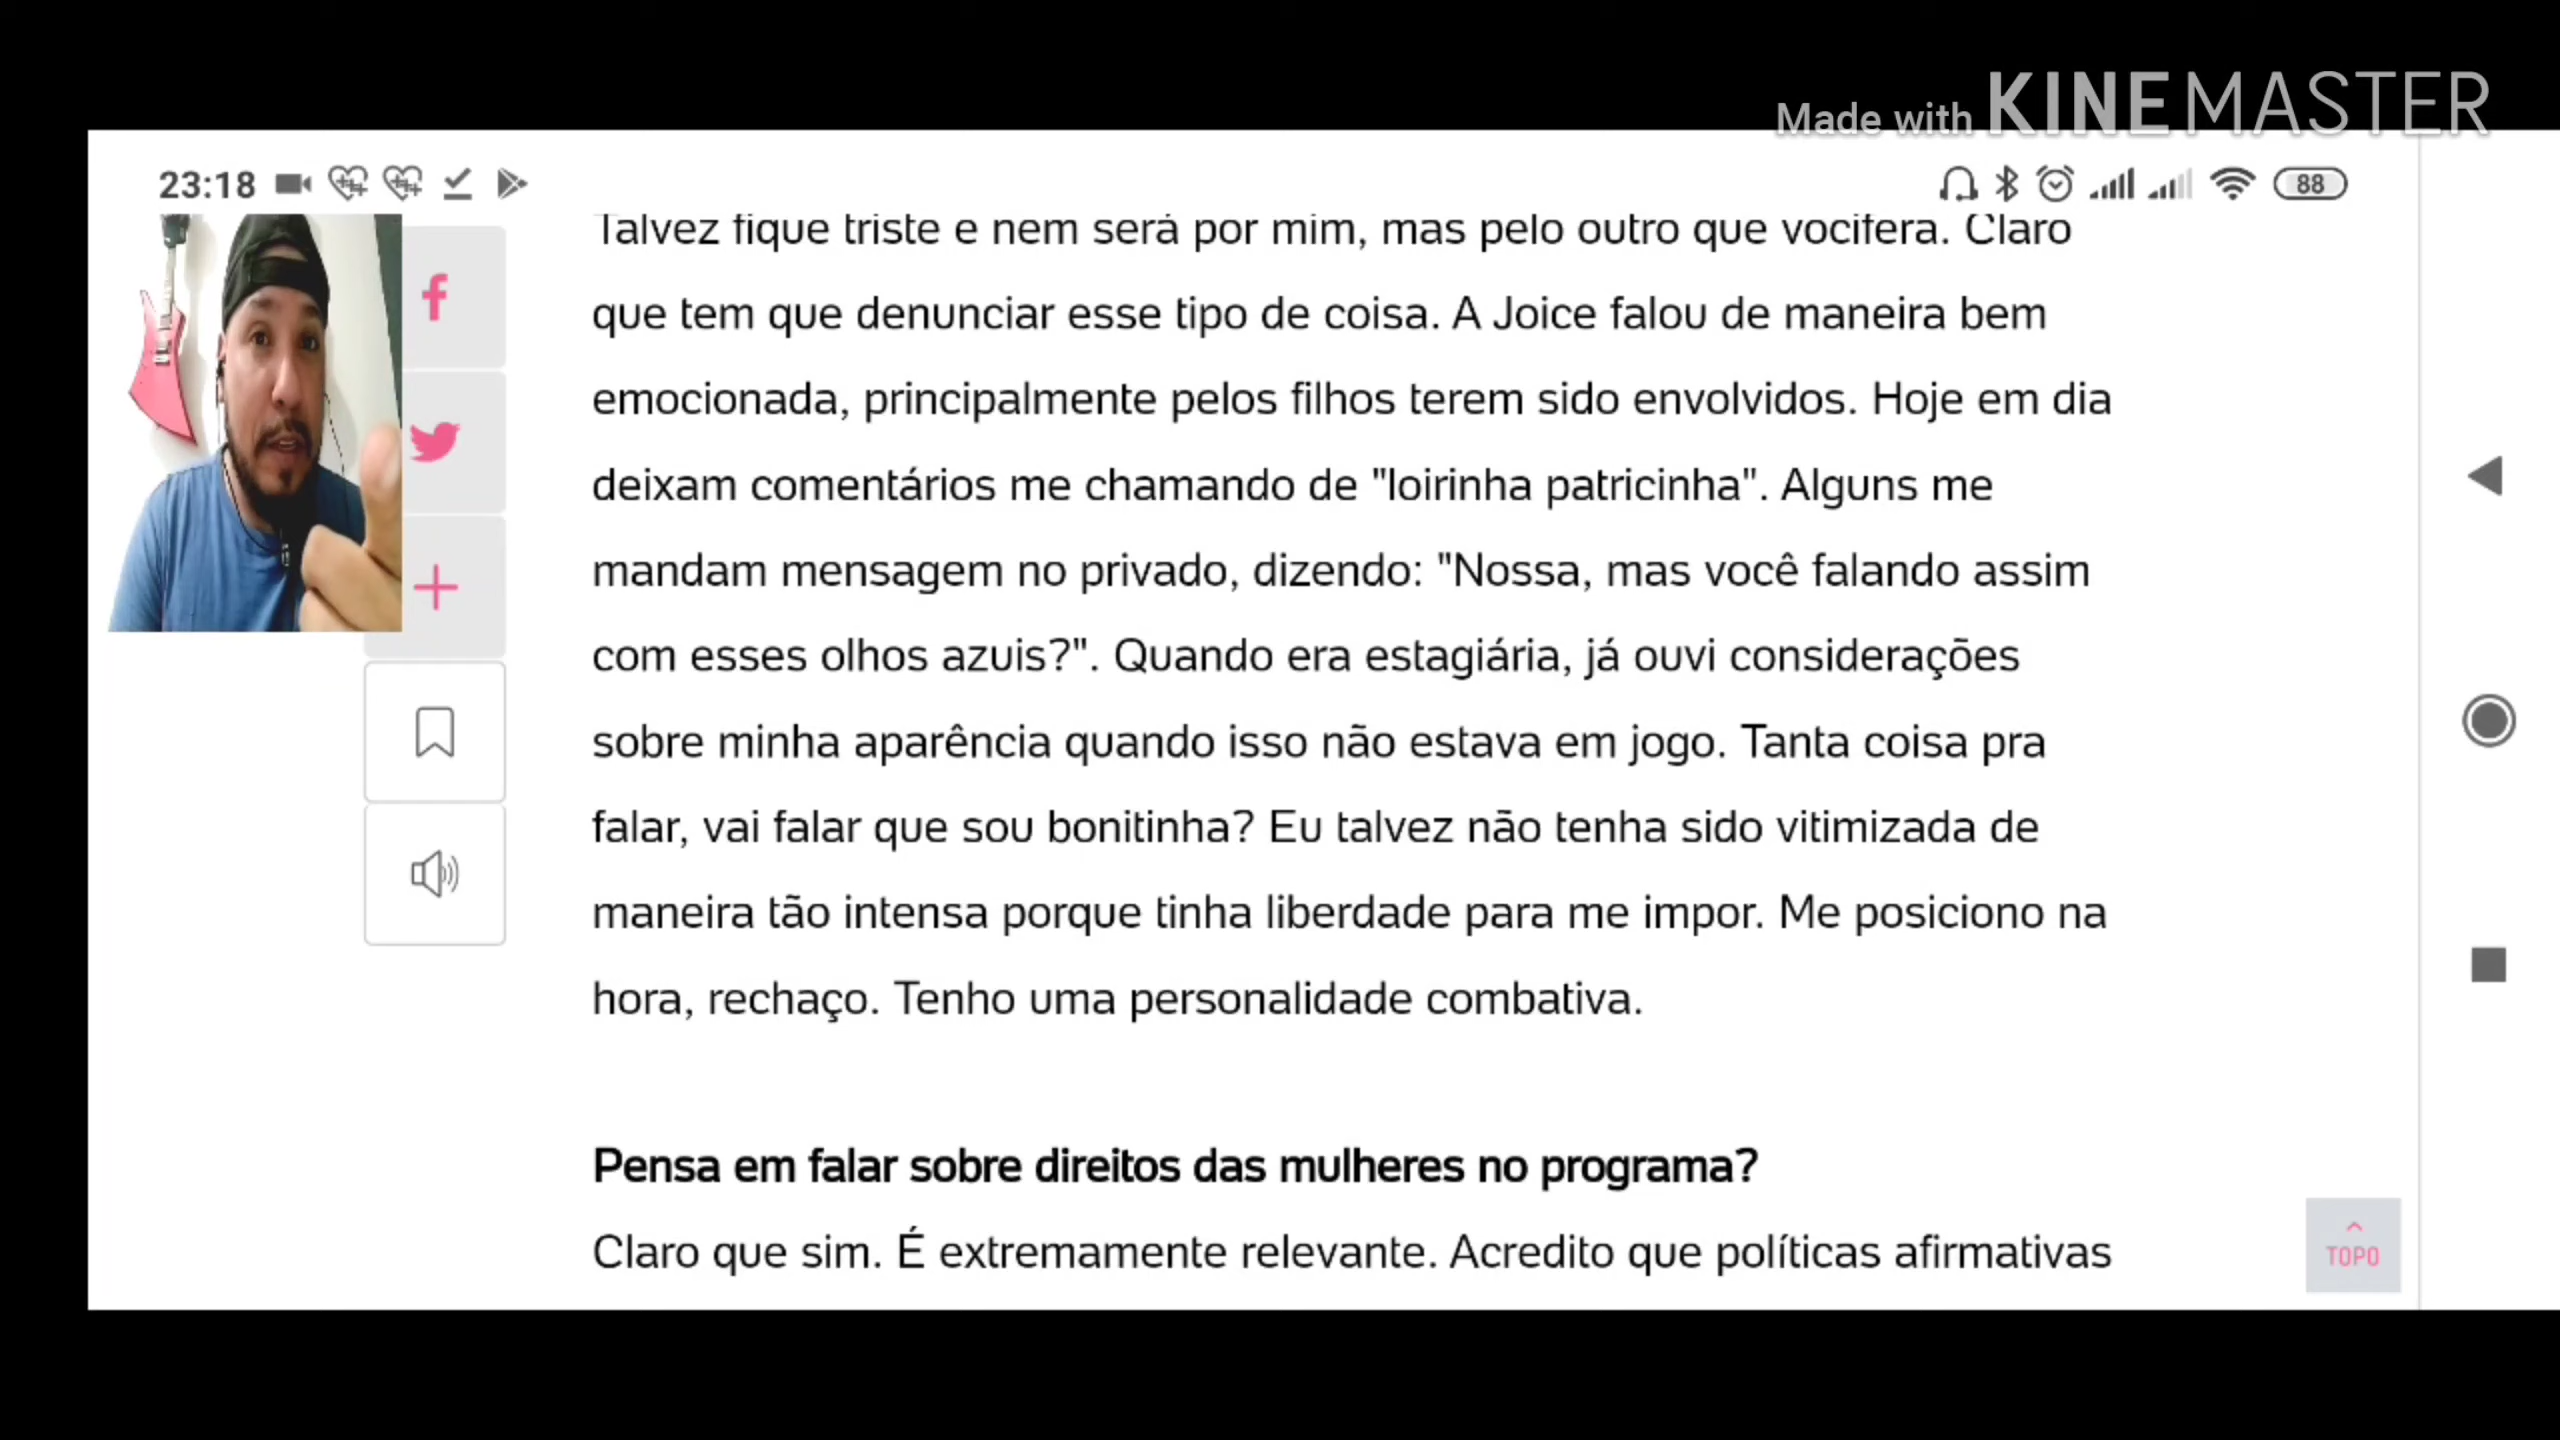 Made with KINEMASTER
23:18
88
Talvez fique triste e nem será por mim, mas pelo outro que vocifera. Claro
que tem que denunciar esse tipo de coisa. A Joice falou de maneira bem
emocionada, principalmente pelos filhos terem sido envolvidos. Hoje em dia
deixam comentários me chamando de "loirinha patricinha". Alguns me
mandam mensagem no privado, dizendo: "Nossa, mas você falando assim
com esses olhos azuis?". Quando era estagiária, já ouvi considerações
sobre minha aparência quando isso não estava em jogo. Tanta coisa pra
falar, vai falar que sou bonitinha? Eu talvez não tenha sido vitimizada de
maneira tão intensa porque tinha liberdade para me impor. Me posiciono na
hora, rechaço. Tenho uma personalidade combativa.
Pensa em falar sobre direitos das mulheres no programa?
Claro que sim. É extremamente relevante. Acredito que políticas afirmativas
TOPO